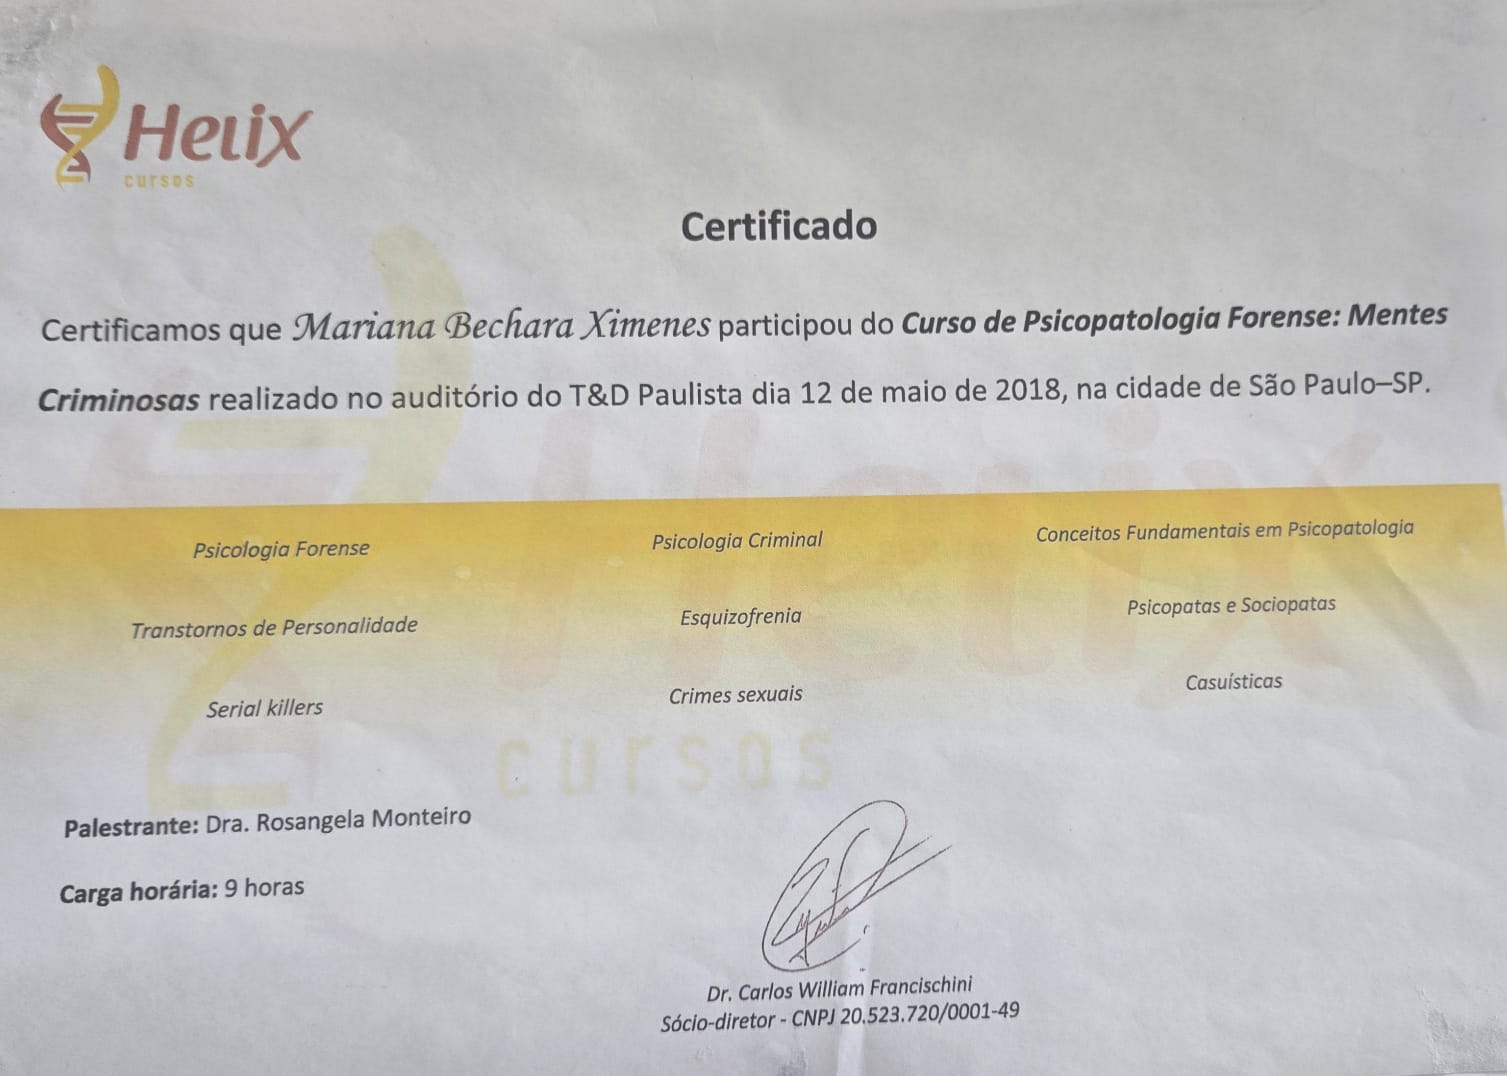 Helix
cursos
Certificado
Certificamos que Mariana Bechara Ximenes participou do Curso de Psicopatologia Forense: Mentes
Criminosas realizado no auditório do T&D Paulista dia 12 de maio de 2018, na cidade de São Paulo–SP.
Psicologia Forense
Psicologia Criminal
Conceitos Fundamentais em Psicopatologia
Transtornos de Personalidade
Esquizofrenia
Psicopatas e Sociopatas
Serial killers
Crimes sexuais
Casuísticas
Helix
cursos
Palestrante: Dra. Rosangela Monteiro
Carga horária: 9 horas
Dr. Carlos William Francischini
Sócio-diretor - CNPJ 20.523.720/0001-49